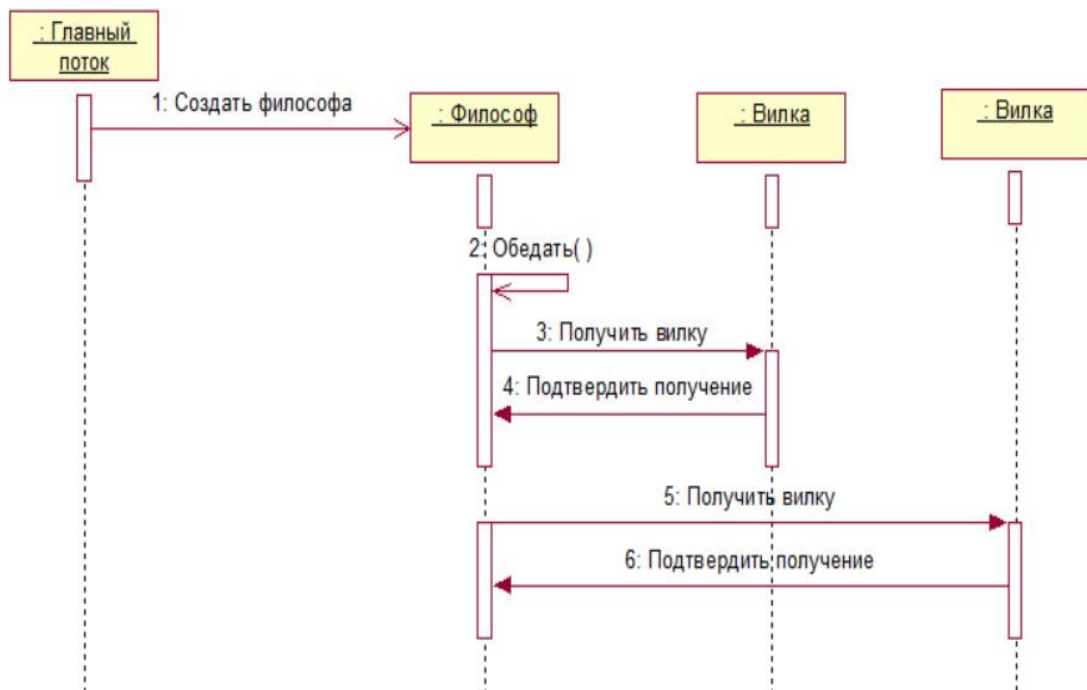 : Главный
поток
1: Создать философа
: Философ
: Вилка
: Вилка
2: Обедать( )
3: Получить вилку
4: Подтвердить получение
5: Получить вилку
6: Подтвердить получение